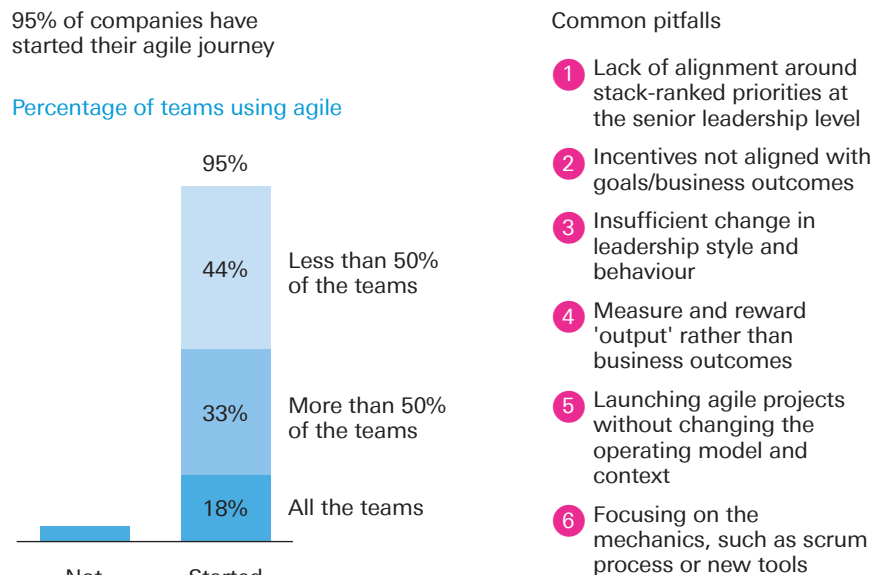 95% of companies have
started their agile journey
Percentage of teams using agile
95%
44%
Less than 50%
of the teams
33%
More than 50%
of the teams
18%
All the teams
Not
Started
Common pitfalls
1 Lack of alignment around
stack-ranked priorities at
the senior leadership level
2 Incentives not aligned with
goals/business outcomes
3 Insufficient change in
leadership style and
behaviour
4 Measure and reward
'output' rather than
business outcomes
5 Launching agile projects
without changing the
operating model and
context
6 Focusing on the
mechanics, such as scrum
process or new tools